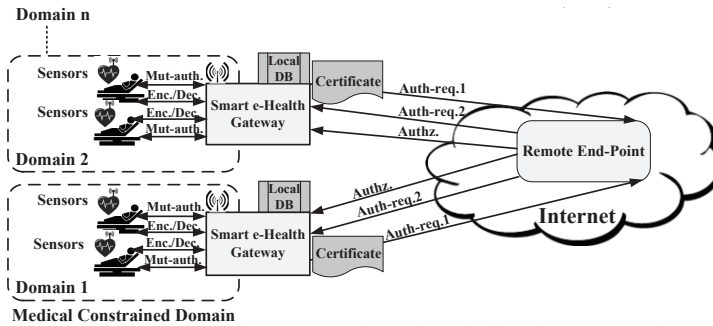 Domain n
Sensors
Mut-auth.
Enc./Dec.
Sensors
Enc./Dec.
Mut-auth.
Domain 2
Local
DB
Certificate
Smart e-Health
Gateway
Auth-req.1
Auth-req.2
Authz.
Remote End-Point
Internet
Sensors
Mut-auth.
Enc./Dec.
Sensors
Enc./Dec.
Mut-auth.
Domain 1
Local
DB
Smart e-Health
Gateway
Certificate
Authz.
Auth-req.2
Auth-req.1
Medical Constrained Domain